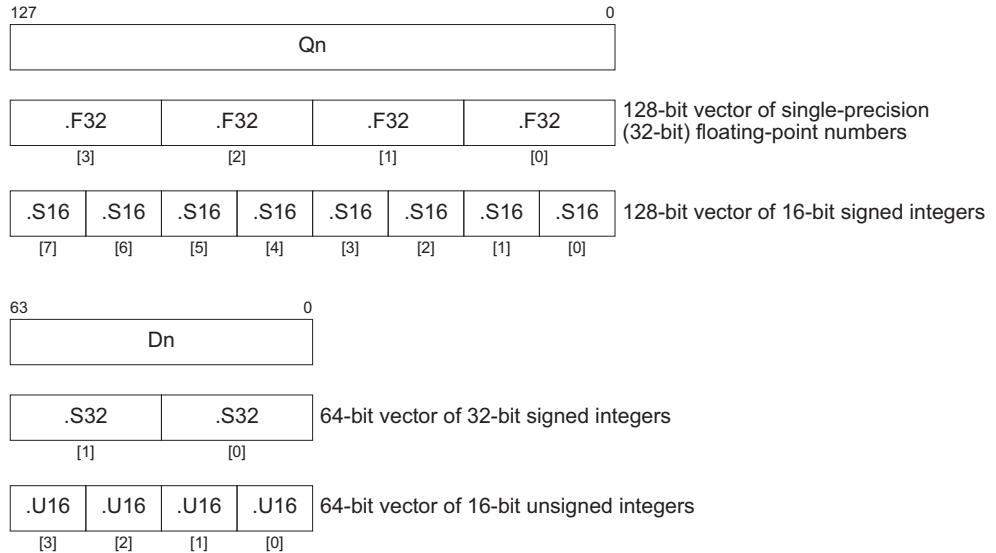 127 0
Qn
.F32 .F32 .F32 .F32 128-bit vector of single-precision
(32-bit) floating-point numbers
[3] [2] [1] [0]
.S16 .S16 .S16 .S16 .S16 .S16 .S16 .S16 128-bit vector of 16-bit signed integers
[7] [6] [5] [4] [3] [2] [1] [0]
63 0
Dn
.S32 .S32 64-bit vector of 32-bit signed integers
[1] [0]
.U16 .U16 .U16 .U16 64-bit vector of 16-bit unsigned integers
[3] [2] [1] [0]